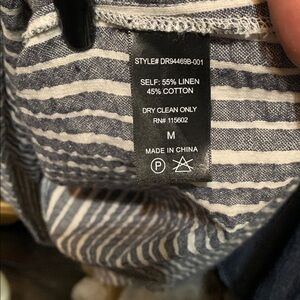 STYLE# DR94469B-001
SELF: 55% LINEN
45% COTTON
DRY CLEAN ONLY
RN# 115602
M
MADE IN CHINA
P